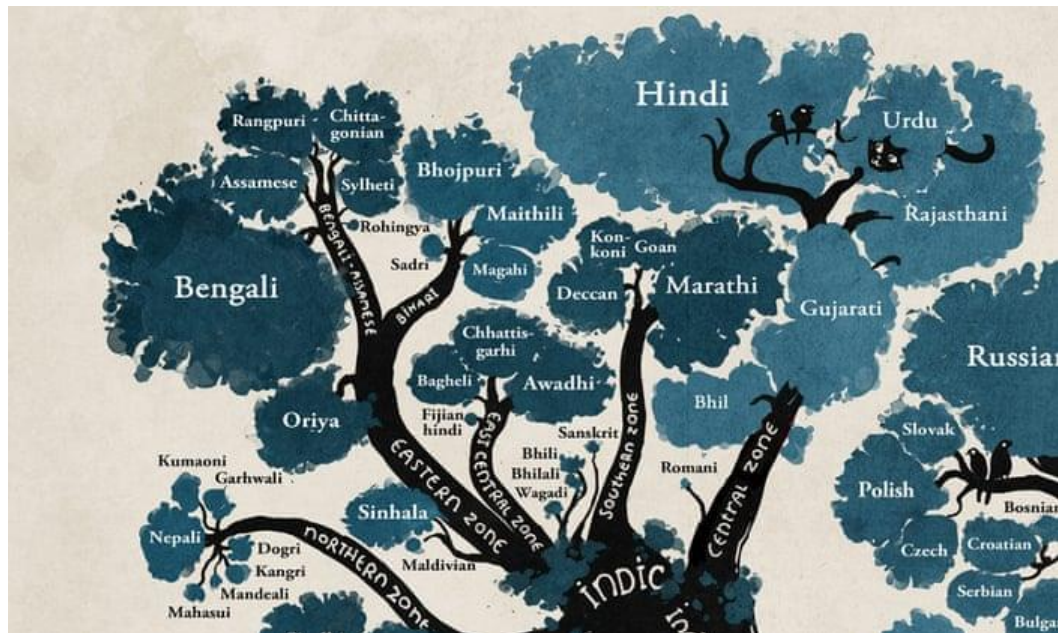 Hindi
Urdu
Rajasthani
Rangpuri
Chitta-
gonian
Assamese
Sylheti
Bhojpuri
Maithili
Rohingya
Sadri
Magahi
Bengali
BENGALI-ASSAMESE
BIHARI
Kon-
koni
Goan
Deccan
Marathi
Gujarati
Chhattis-
garhi
Bagheli
Awadhi
Fijian
hindi
Oriya
Bhil
Russian
Slovak
Polish
Czech
Bosnian
Croatian
Serbian
EASTERN ZONE
EAST CENTRAL ZONE
SOUTHERN ZONE
CENTRAL ZONE
Sanskrit
Bhili
Bhilali
Wagadi
Romani
Kumaoni
Garhwali
Nepali
Dogri
Kangri
Mandeali
Mahasui
NORTHERN ZONE
Sinhala
Maldivian
INDIC